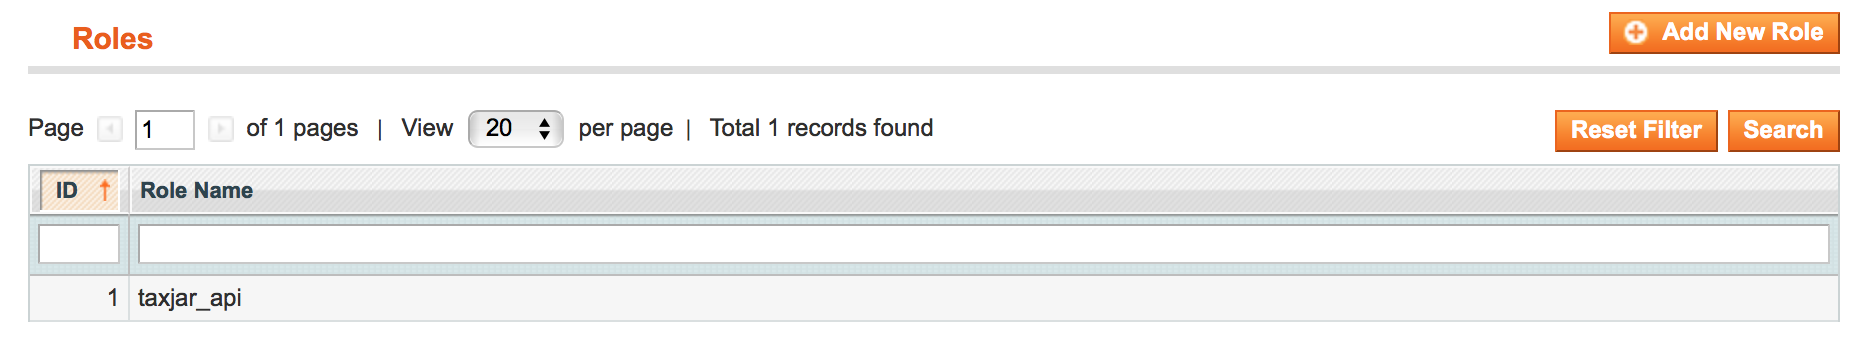 Roles
Add New Role
Page 1 of 1 pages | View 20 per page | Total 1 records found
Reset Filter Search
ID Role Name
1 taxjar_api